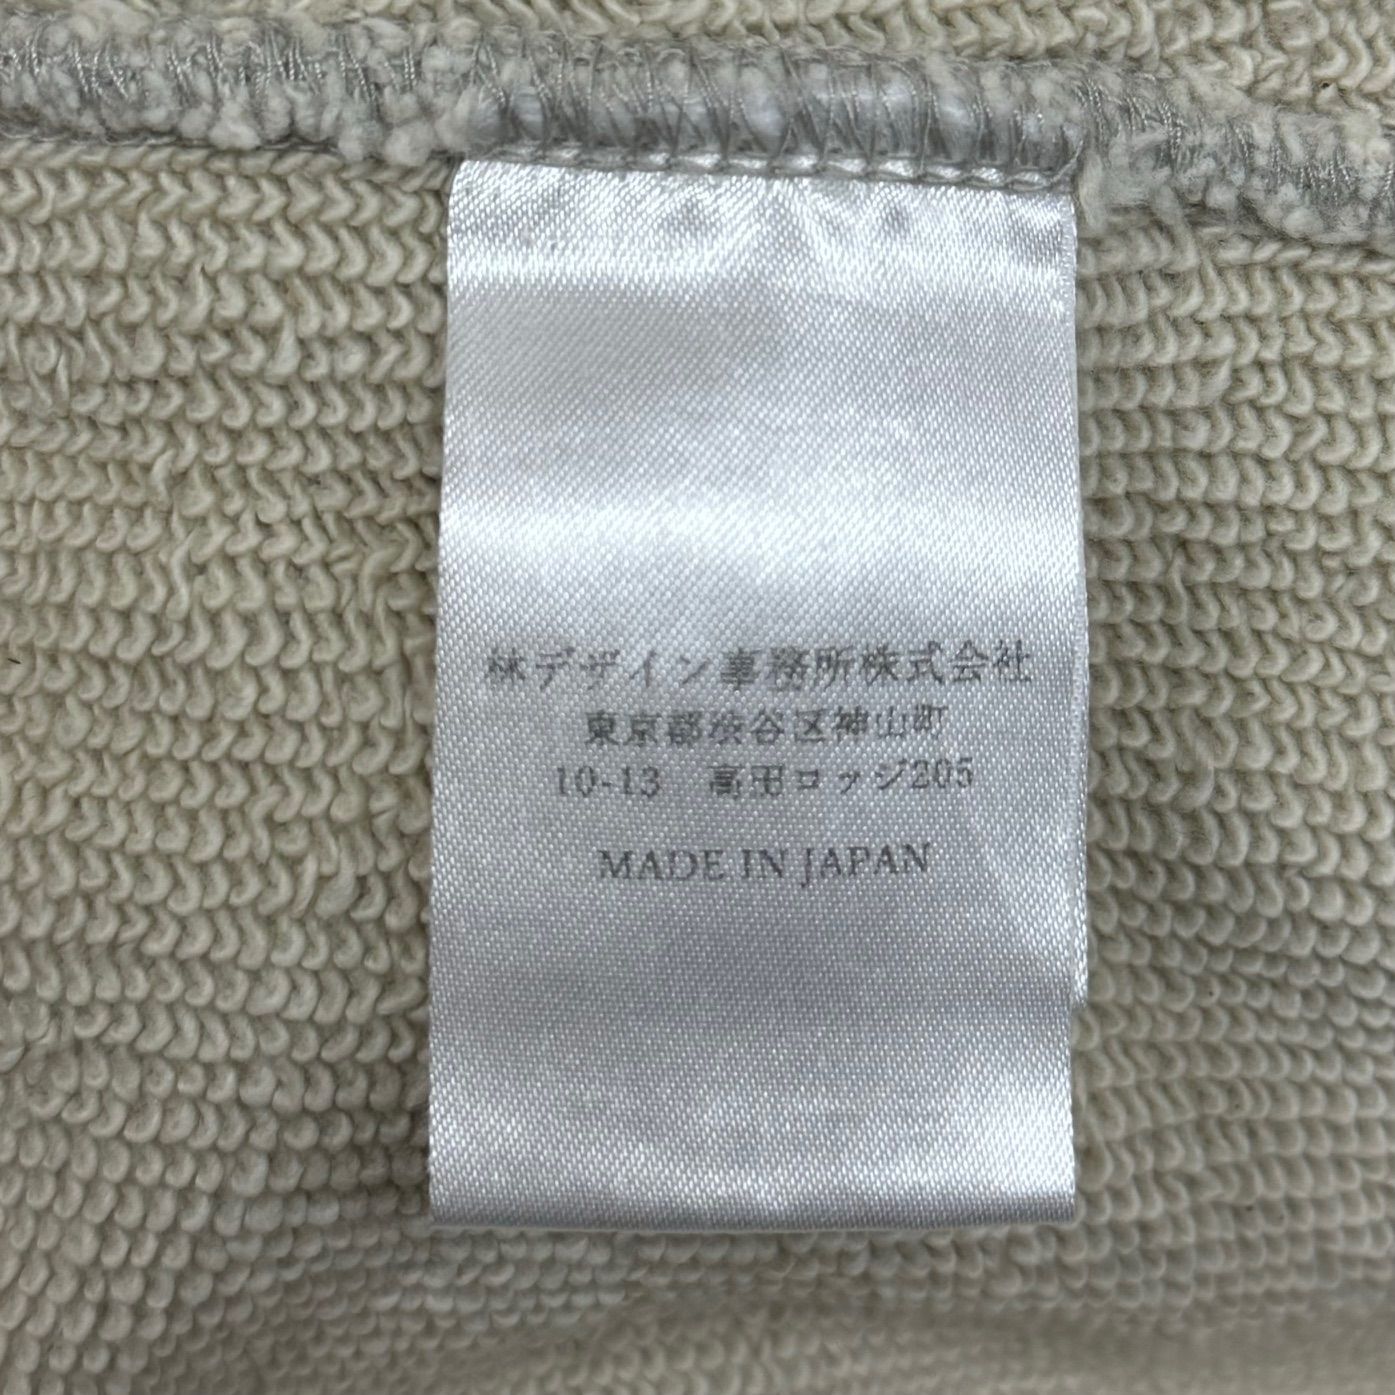 林デザイン事務所株式会社
東京都渋谷区神山町
10-13　高田ロッジ205
MADE IN JAPAN